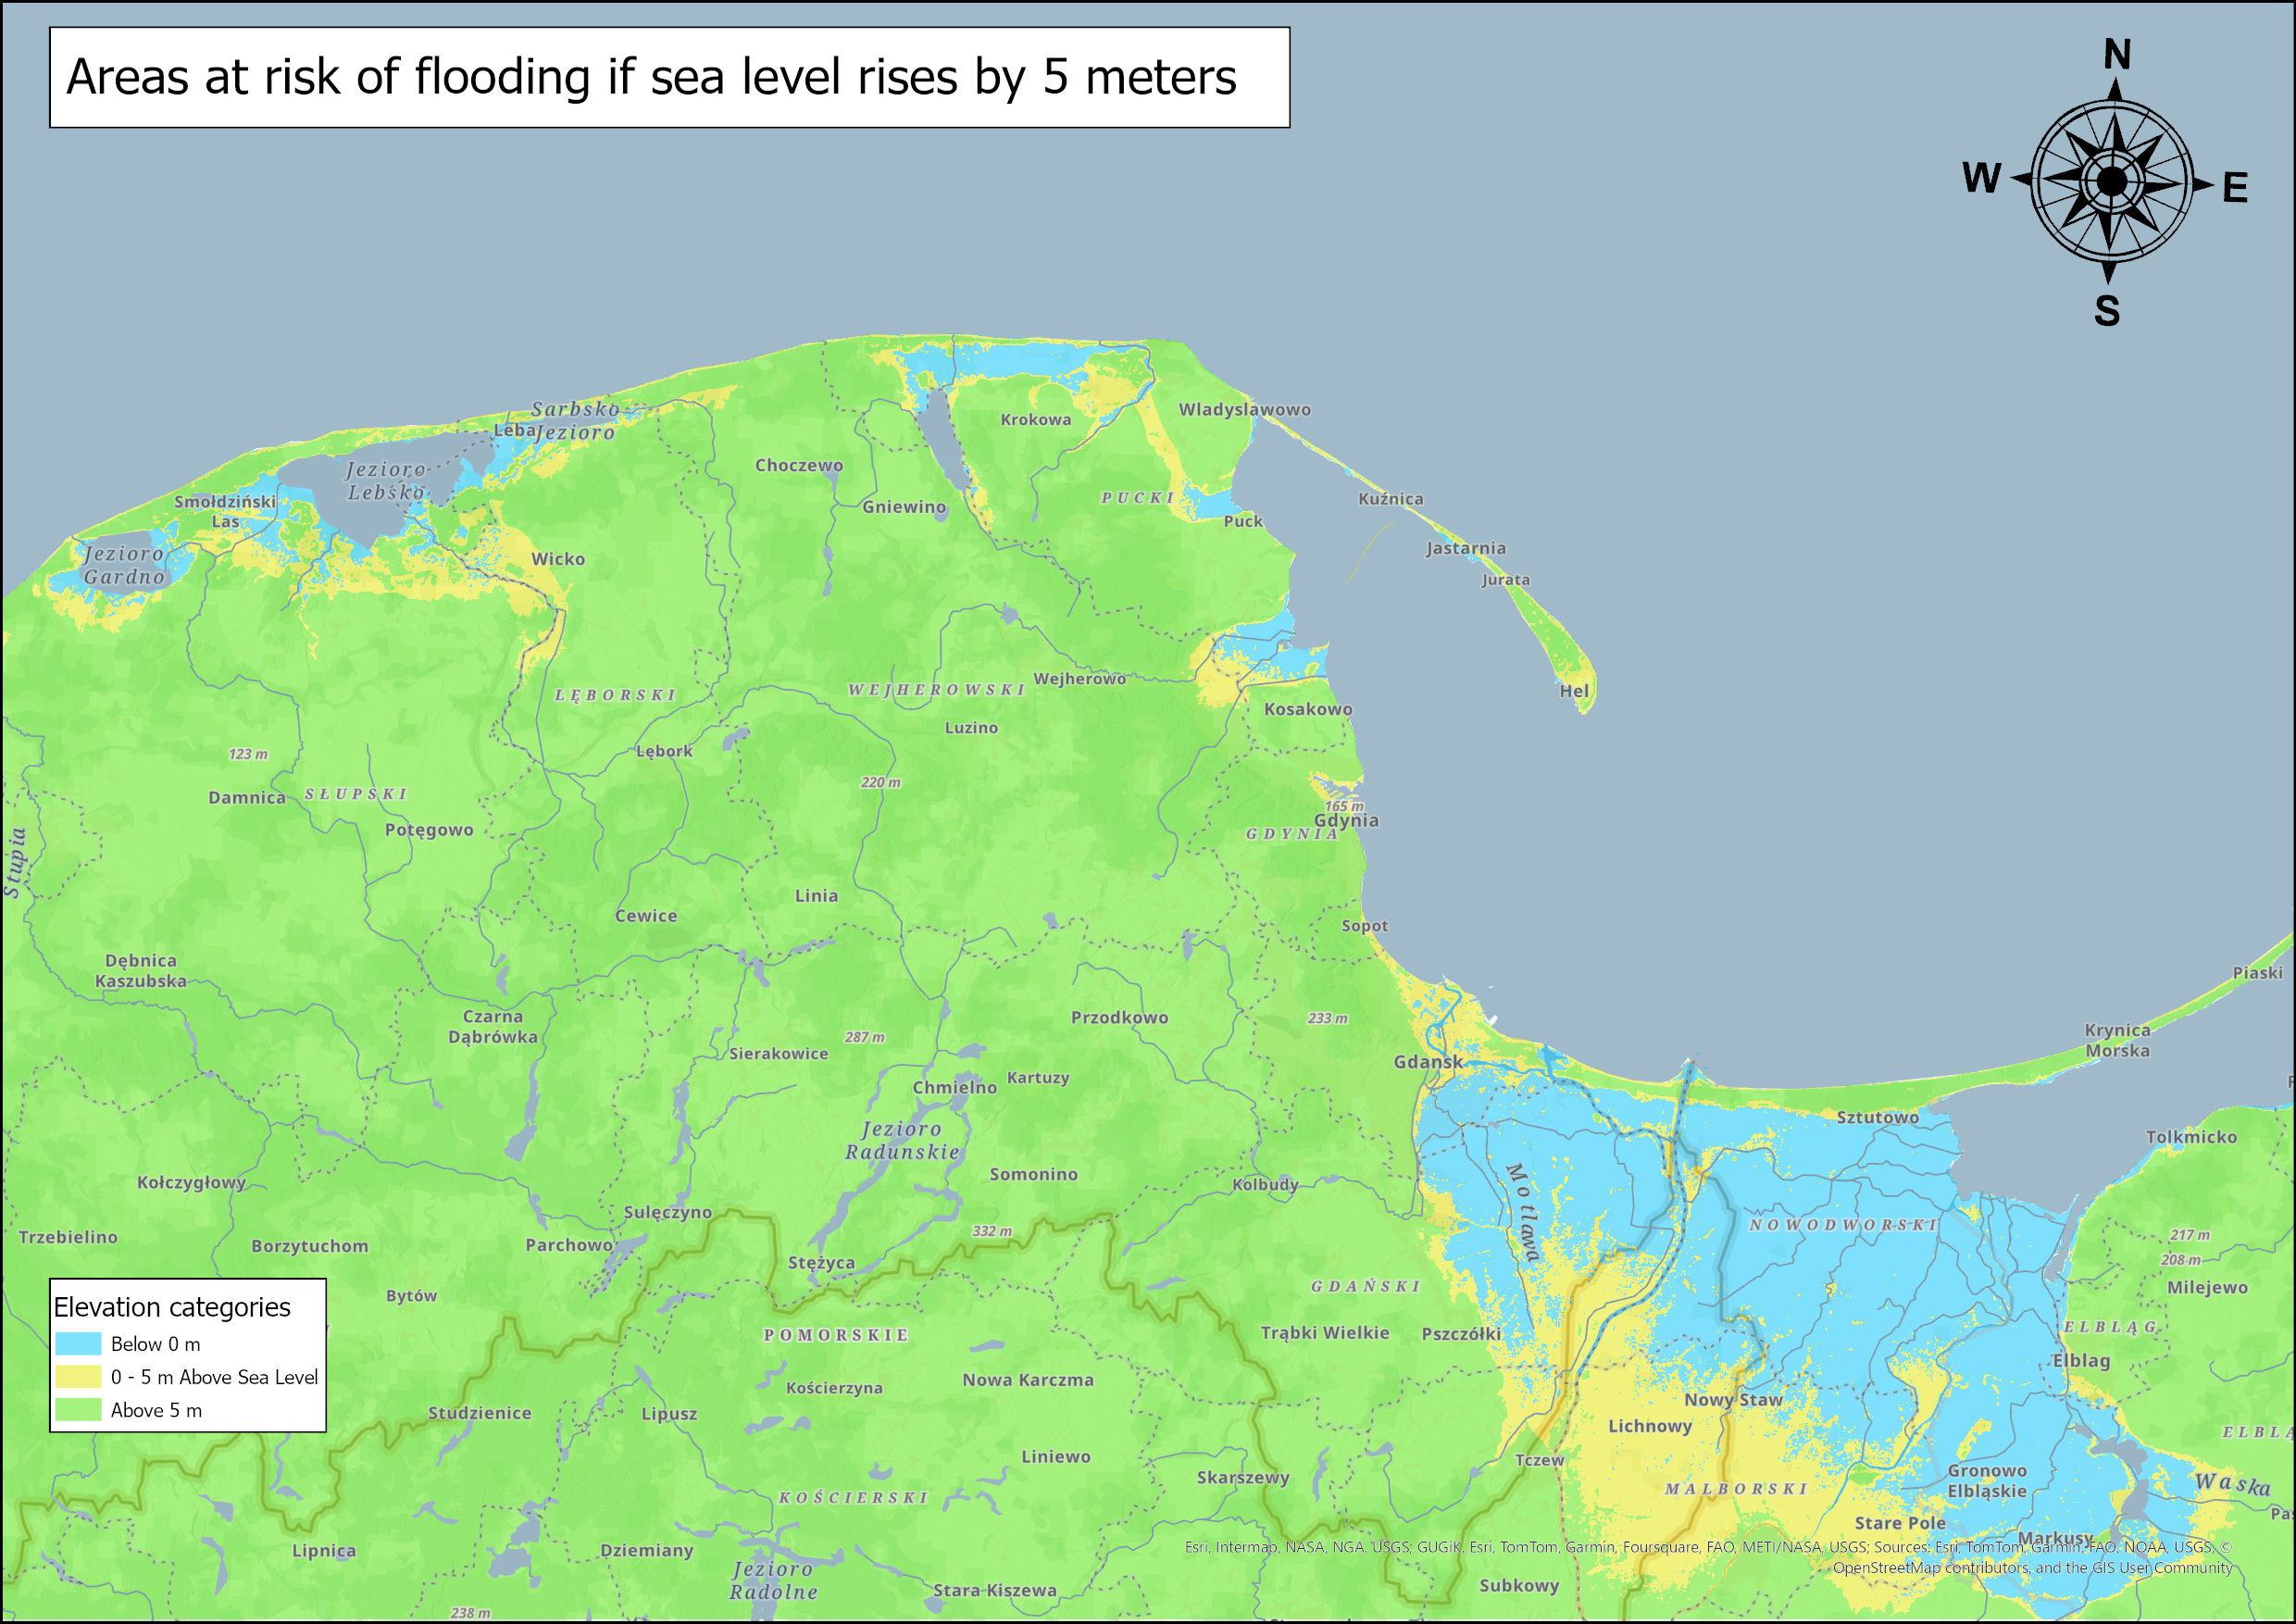 Areas at risk of flooding if sea level rises by 5 meters
N
W
E
S
Sarbsko
Jezioro
Leba
Wladyslawowo
Krokowa
Jezioro
Lebsko
Choczewo
Gniewino
PUCKI
Puck
Kuźnica
Smołdziński
Las
Jastarnia
Jurata
Jezioro
Gardno
Wicko
Wejherowo
WEJHEROWSKI
LĘBORSKI
Hel
Kosakowo
Luzino
Lębork
123 m
220 m
Damnica
SŁUPSKI
165 m
Gdynia
GDYNIA
Potęgowo
Słupia
Linia
Cewice
Sopot
Dębnica
Kaszubska
Piaski
Czarna
Dąbrówka
Przodkowo
233 m
Krynica
Morska
287 m
Sierakowice
Gdansk
Kartuzy
Chmielno
Sztutowo
Jezioro
Radunskie
Tolkmicko
Somonino
Kolbudy
Kołczygłowy
Motlawa
Sulęczyno
NOWODWORSKI
332 m
217 m
Trzebielino
Borzytuchom
Parchowo
Stężyca
208 m
Milejewo
GDAŃSKI
Bytów
POMORSKIE
Trąbki Wielkie
Pszczółki
ELBLĄG
Elblag
Elevation categories
Below 0 m
0 - 5 m Above Sea Level
Above 5 m
Kościerzyna
Nowa Karczma
Nowy Staw
Studzienice
Lipusz
Lichnowy
ELBLĄ
Liniewo
Tczew
Skarszewy
Gronowo
Elbląskie
Waska
MALBORSKI
KOŚCIERSKI
Pas
Stare Pole
Markusy
Lipnica
Dziemiany
Esri, Intermap, NASA, NGA, USGS; GUGiK, Esri, TomTom, Garmin, Foursquare, FAO, METI/NASA, USGS; Sources: Esri, TomTom, Garmin, FAO, NOAA, USGS, ©
OpenStreetMap contributors, and the GIS User Community
Jezioro
Radolne
Stara Kiszewa
Subkowy
238 m